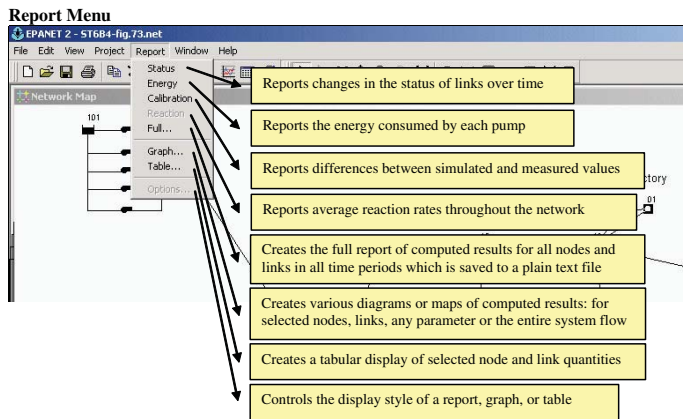 Report Menu
EPANET 2 - ST6B4-fig.73.net
File Edit View Project Report Window Help
Network Map
101
Status
Energy
Calibration
Reaction
Full...
Graph...
Table...
Options...
Reports changes in the status of links over time
Reports the energy consumed by each pump
Reports differences between simulated and measured values
Reports average reaction rates throughout the network
Creates the full report of computed results for all nodes and
links in all time periods which is saved to a plain text file
Creates various diagrams or maps of computed results: for
selected nodes, links, any parameter or the entire system flow
Creates a tabular display of selected node and link quantities
Controls the display style of a report, graph, or table
tory
01